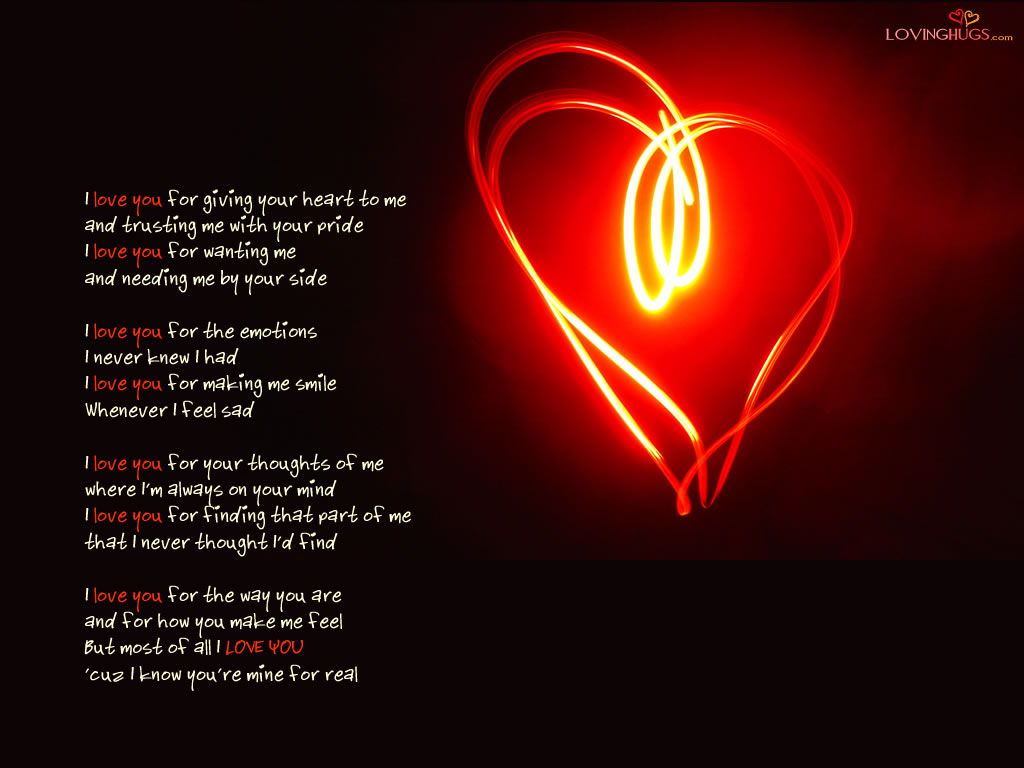 LOVINGHUGS.com
I love you for giving your heart to me
and trusting me with your pride
I love you for wanting me
and needing me by your side
I love you for the emotions
I never knew I had
I love you for making me smile
Whenever I feel sad
I love you for your thoughts of me
where I'm always on your mind
I love you for finding that part of me
that I never thought I'd find
I love you for the way you are
and for how you make me feel
But most of all I LOVE YOU
'cuz I know you're mine for real